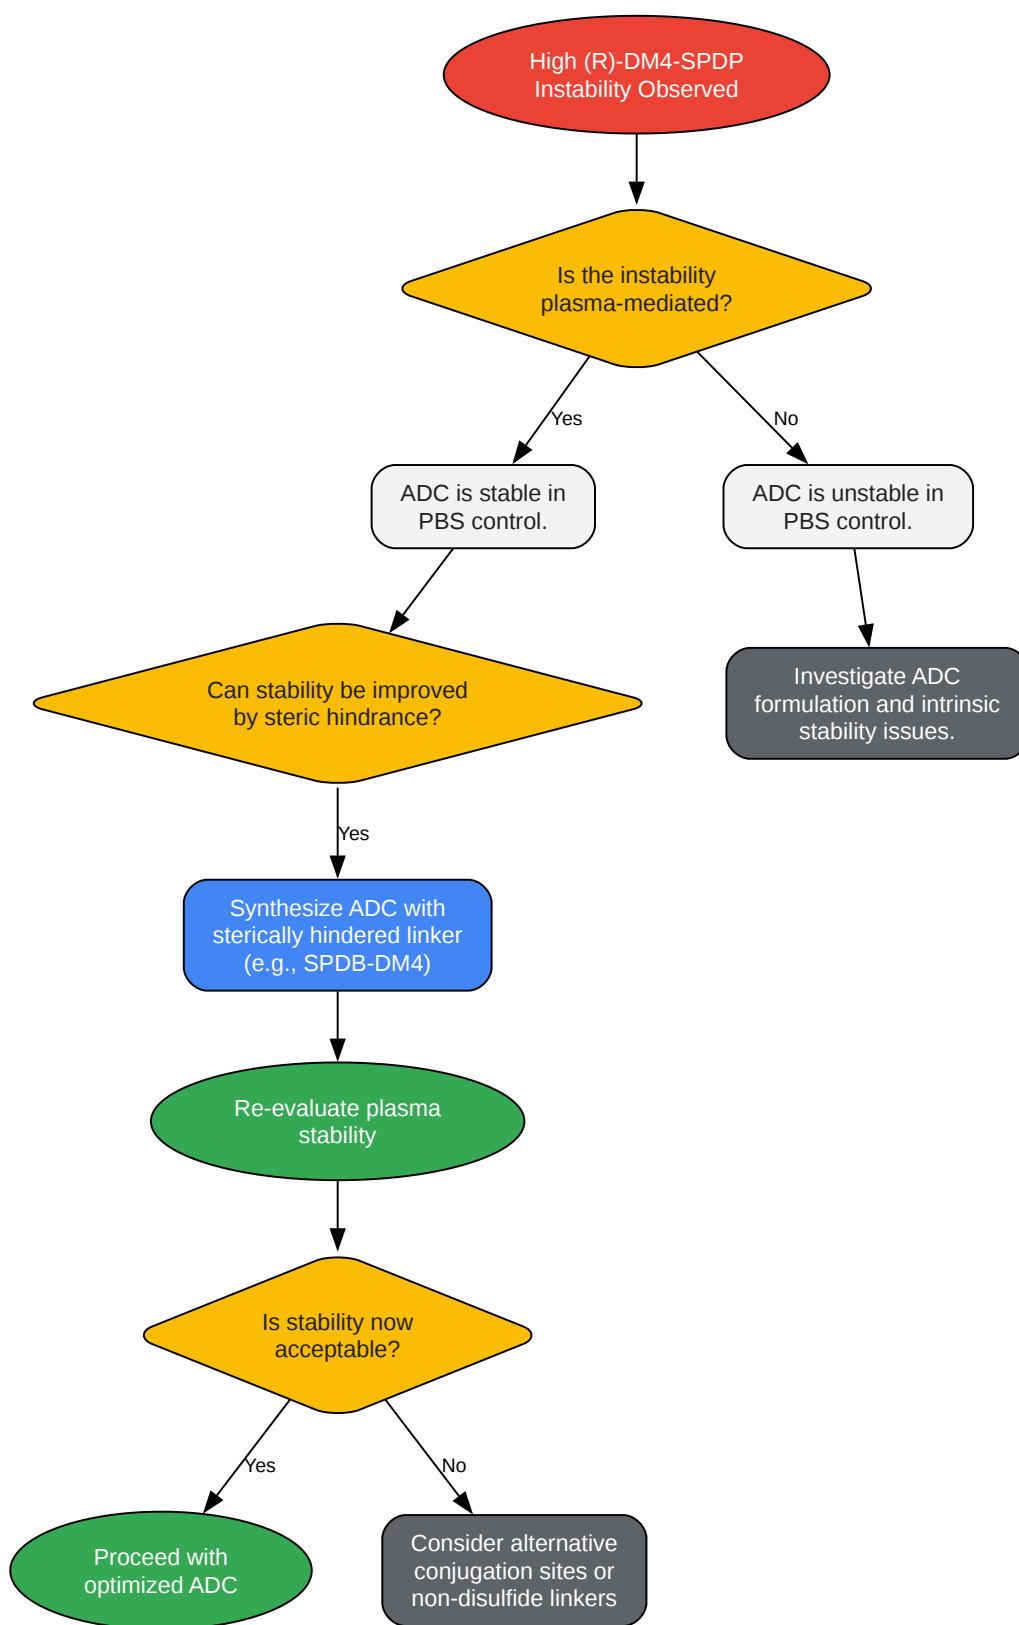 High (R)-DM4-SPDP
Instability Observed
Is the instability
plasma-mediated?
Yes
No
ADC is stable in
PBS control.
ADC is unstable in
PBS control.
Can stability be improved
by steric hindrance?
Investigate ADC
formulation and intrinsic
stability issues.
Yes
Synthesize ADC with
sterically hindered linker
(e.g., SPDB-DM4)
Re-evaluate plasma
stability
Is stability now
acceptable?
Yes
No
Proceed with
optimized ADC
Consider alternative
conjugation sites or
non-disulfide linkers